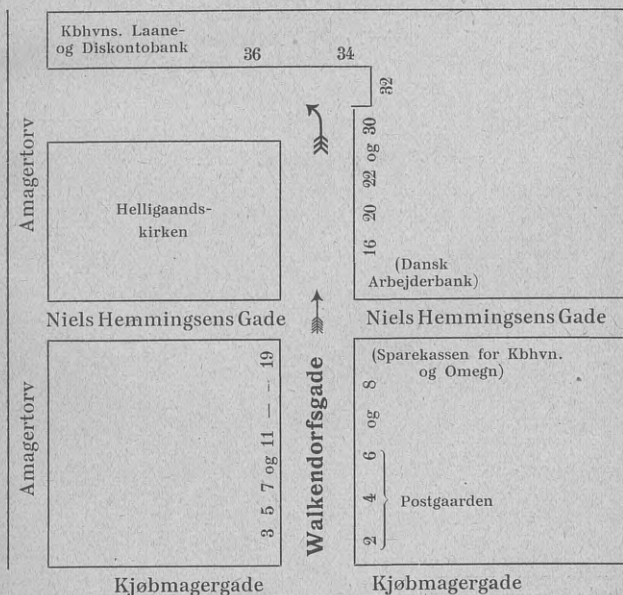 Kbhvns. Laane-
og Diskontobank
36
34
32
Amagertorv
Helligaands-
kirken
16 20 22 og 30
(Dansk
Arbejderbank)
Niels Hemmingsens Gade
Niels Hemmingsens Gade
Amagertorv
3 5 7 og 11 — - 19
Walkendorfsgade
(Sparekassen for Kbhvn.
og Omegn)
2 4 6 og 8
Postgaarden
Kjøbmagergade
Kjøbmagergade